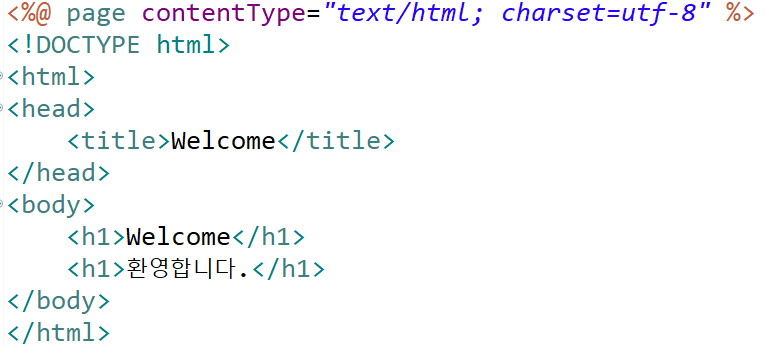 <%@ page contentType="text/html; charset=utf-8" %>
<!DOCTYPE html>
<html>
<head>
    <title>Welcome</title>
</head>
<body>
    <h1>Welcome</h1>
    <h1>환영합니다.</h1>
</body>
</html>